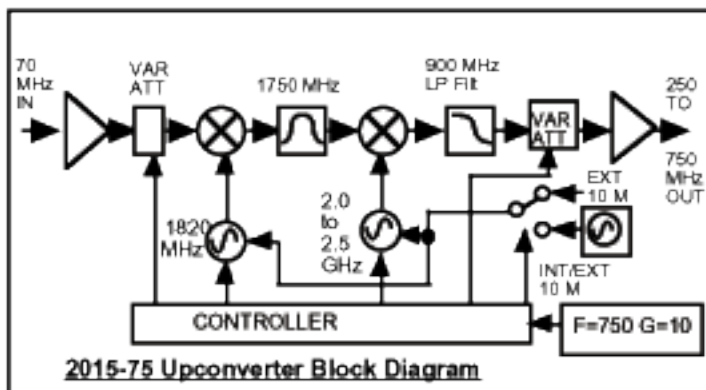 70
MHz
IN
VAR
ATT
1750 MHz
900 MHz
LP Filt
VAR
ATT
250
TO
750
MHz
OUT
1820
MHz
2.0
to
2.5
GHz
EXT
10 M
INT/EXT
10 M
CONTROLLER
F=750 G=10
2015-75 Upconverter Block Diagram